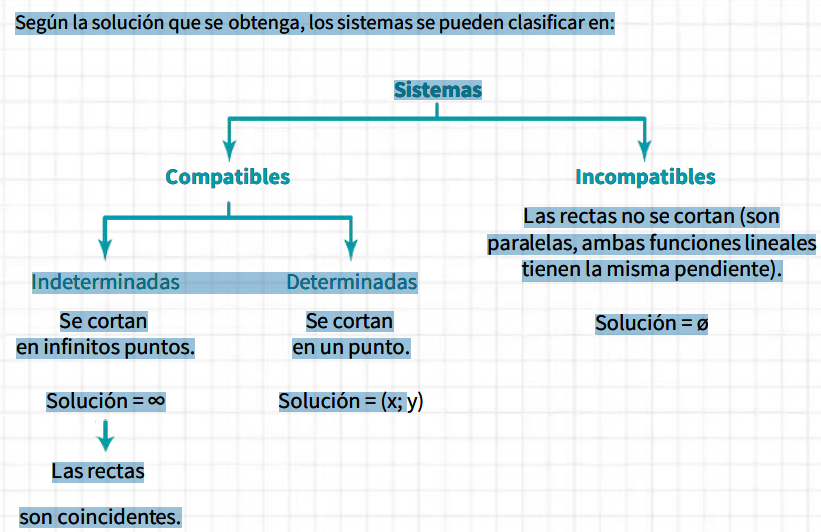 Según la solución que se obtenga, los sistemas se pueden clasificar en:
Sistemas
Compatibles
Indeterminadas
Se cortan
en infinitos puntos.
Solución = ∞
Las rectas
son coincidentes.
Determinadas
Se cortan
en un punto.
Solución = (x; y)
Incompatibles
Las rectas no se cortan (son
paralelas, ambas funciones lineales
tienen la misma pendiente).
Solución = ø